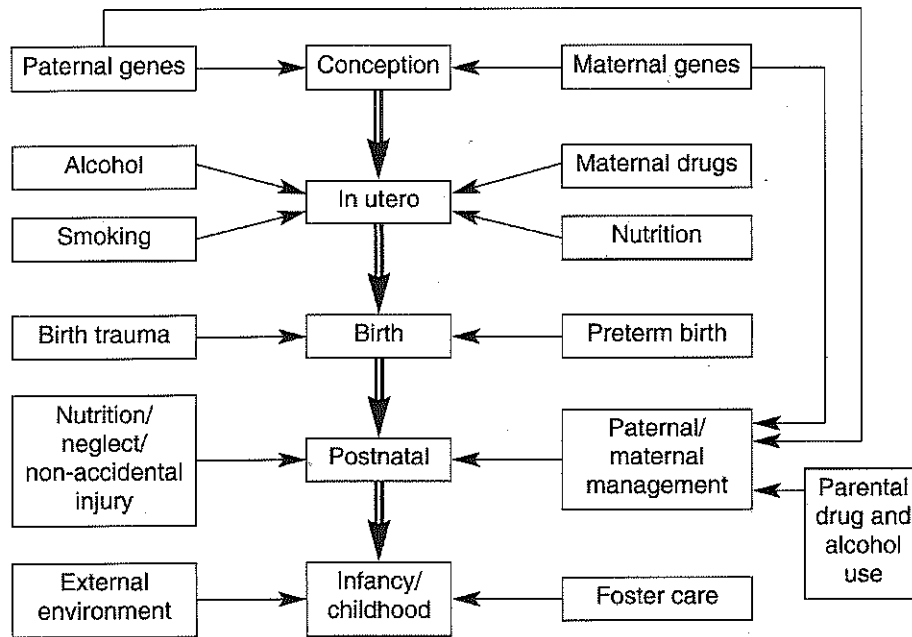 Paternal genes
Conception
Maternal genes
Alcohol
Maternal drugs
In utero
Smoking
Nutrition
Birth trauma
Birth
Preterm birth
Nutrition/
neglect/
non-accidental
injury
Postnatal
Paternal/
maternal
management
Parental
drug and
alcohol
use
External
environment
Infancy/
childhood
Foster care